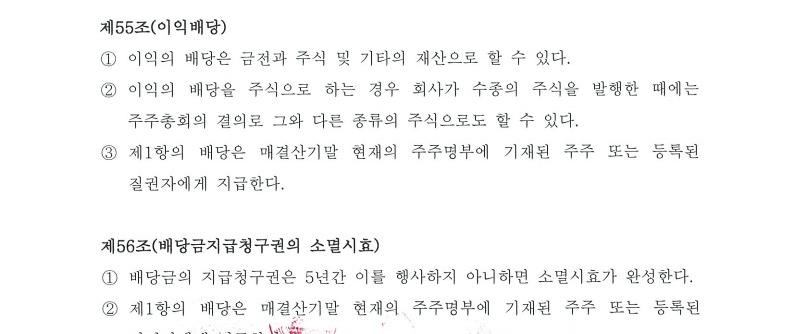 제55조(이익배당)
① 이익의 배당은 금전과 주식 및 기타의 재산으로 할 수 있다.
② 이익의 배당을 주식으로 하는 경우 회사가 수종의 주식을 발행한 때에는
주주총회의 결의로 그와 다른 종류의 주식으로도 할 수 있다.
③ 제1항의 배당은 매결산기말 현재의 주주명부에 기재된 주주 또는 등록된
질권자에게 지급한다.
제56조(배당금지급청구권의 소멸시효)
① 배당금의 지급청구권은 5년간 이를 행사하지 아니하면 소멸시효가 완성한다.
② 제1항의 배당은 매결산기말 현재의 주주명부에 기재된 주주 또는 등록된